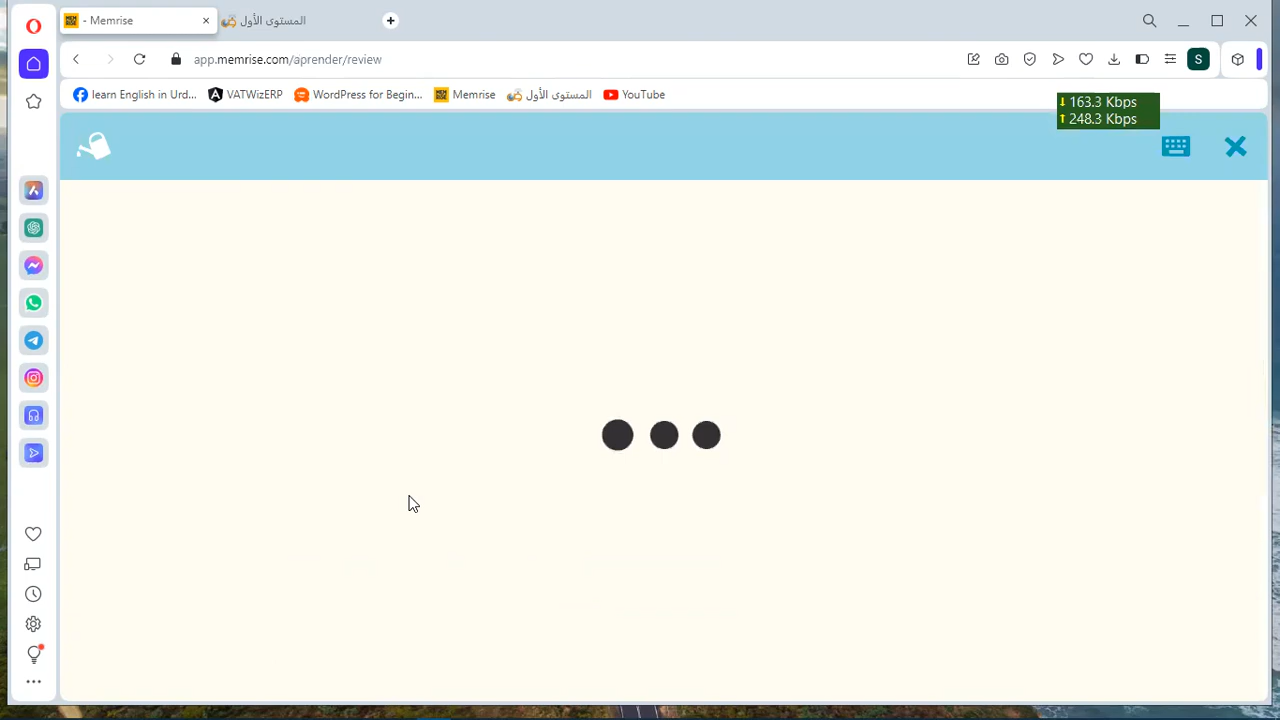 - Memrise
المستوى الأول
app.memrise.com/aprender/review
S
learn English in Urd...
VATWizERP
WordPress for Begin...
Memrise
المستوى الأول
YouTube
163.3 Kbps
248.3 Kbps